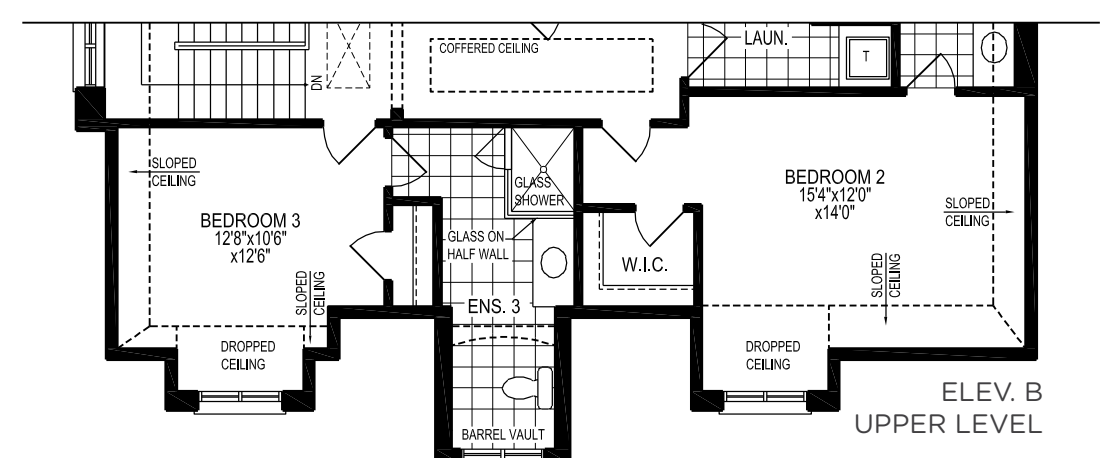 COFFERED CEILING
LAUN.
T
X
DN
SLOPED
CEILING
BEDROOM 3
12'8"x10'6"
x12'6"
SLOPED
CEILING
DROPPED
CEILING
GLASS
SHOWER
GLASS ON
HALF WALL
ENS. 3
BARREL VAULT
W.I.C.
BEDROOM 2
15'4"x12'0"
x14'0"
SLOPED
CEILING
SLOPED
CEILING
DROPPED
CEILING
ELEV. B
UPPER LEVEL